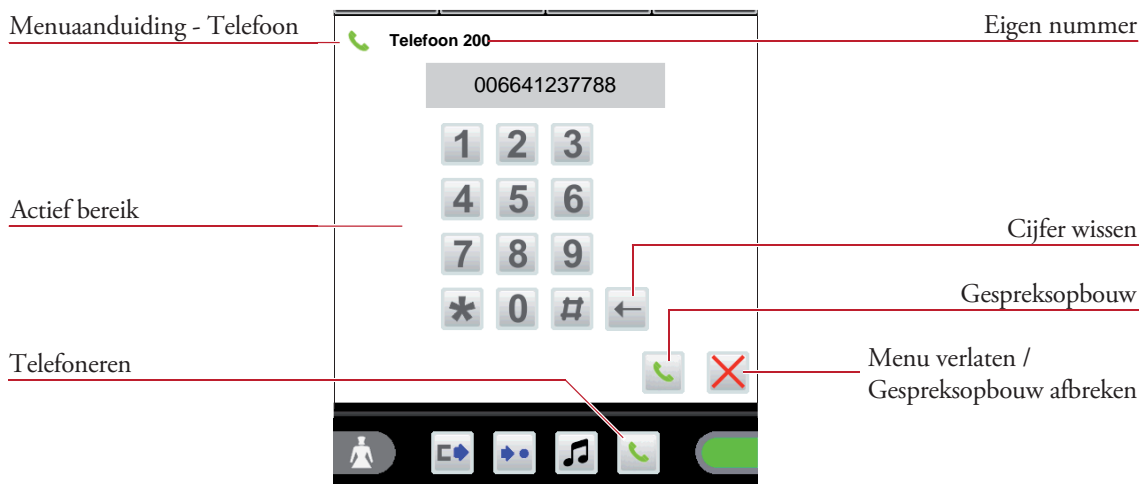 Menuaanduiding - Telefoon
Eigen nummer
Telefoon 200
006641237788
1 2 3
Actief bereik
4 5 6
Cijfer wissen
7 8 9
Gespreksopbouw
* 0 #
Telefoneren
Menu verlaten /
Gespreksopbouw afbreken